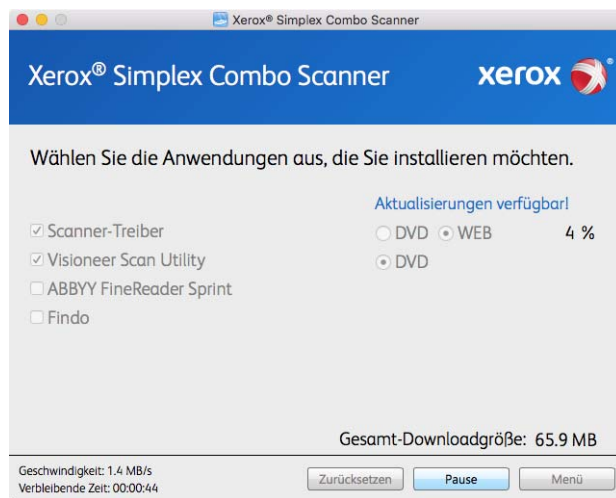 Xerox® Simplex Combo Scanner
Xerox® Simplex Combo Scanner
xerox ®
Wählen Sie die Anwendungen aus, die Sie installieren möchten.
Aktualisierungen verfügbar!
Scanner-Treiber DVD WEB 4 %
Visioneer Scan Utility DVD
ABBYY FineReader Sprint
Findo
Gesamt-Downloadgröße: 65.9 MB
Geschwindigkeit: 1.4 MB/s
Verbleibende Zeit: 00:00:44
Zurücksetzen Pause Menü